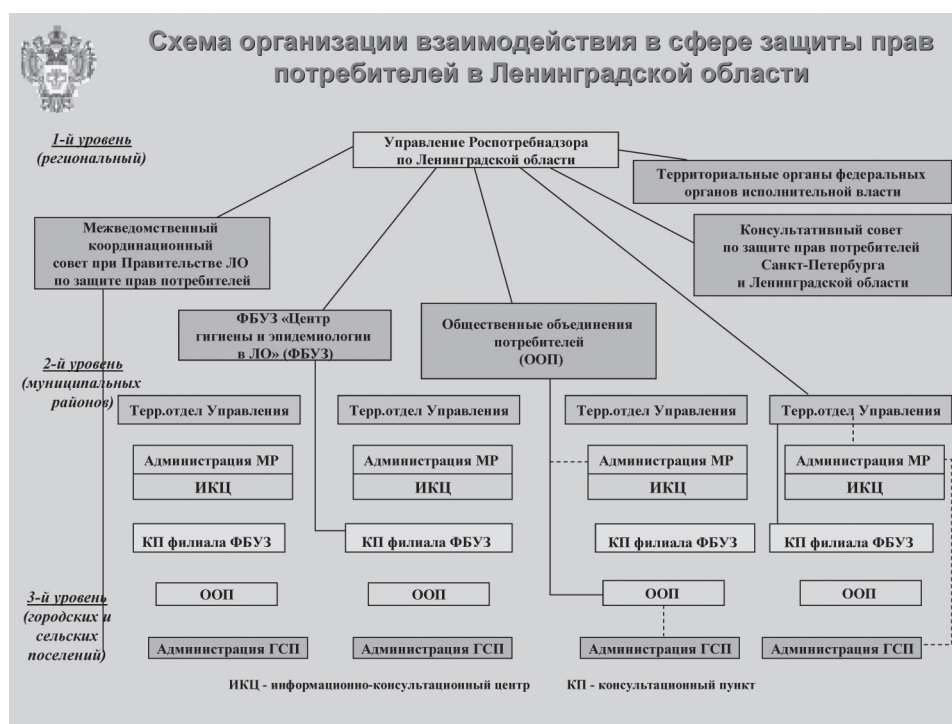 Схема организации взаимодействия в сфере защиты прав
потребителей в Ленинградской области
1-й уровень
(региональный)
Управление Роспотребнадзора
по Ленинградской области
Территориальные органы федеральных
органов исполнительной власти
Межведомственный
координационный
совет при Правительстве ЛО
по защите прав потребителей
Консультативный совет
по защите прав потребителей
Санкт-Петербурга
и Ленинградской области
ФБУЗ «Центр
гигиены и эпидемиологии
в ЛО» (ФБУЗ)
Общественные объединения
потребителей
(ООП)
2-й уровень
(муниципальных
районов)
Терр.отдел Управления
Терр.отдел Управления
Терр.отдел Управления
Терр.отдел Управления
Администрация МР
Администрация МР
Администрация МР
Администрация МР
ИКЦ
ИКЦ
ИКЦ
ИКЦ
КП филиала ФБУЗ
КП филиала ФБУЗ
КП филиала ФБУЗ
КП филиала ФБУЗ
3-й уровень
(городских и
сельских
поселений)
ООП
ООП
ООП
ООП
Администрация ГСП
Администрация ГСП
Администрация ГСП
Администрация ГСП
ИКЦ - информационно-консультационный центр
КП - консультационный пункт